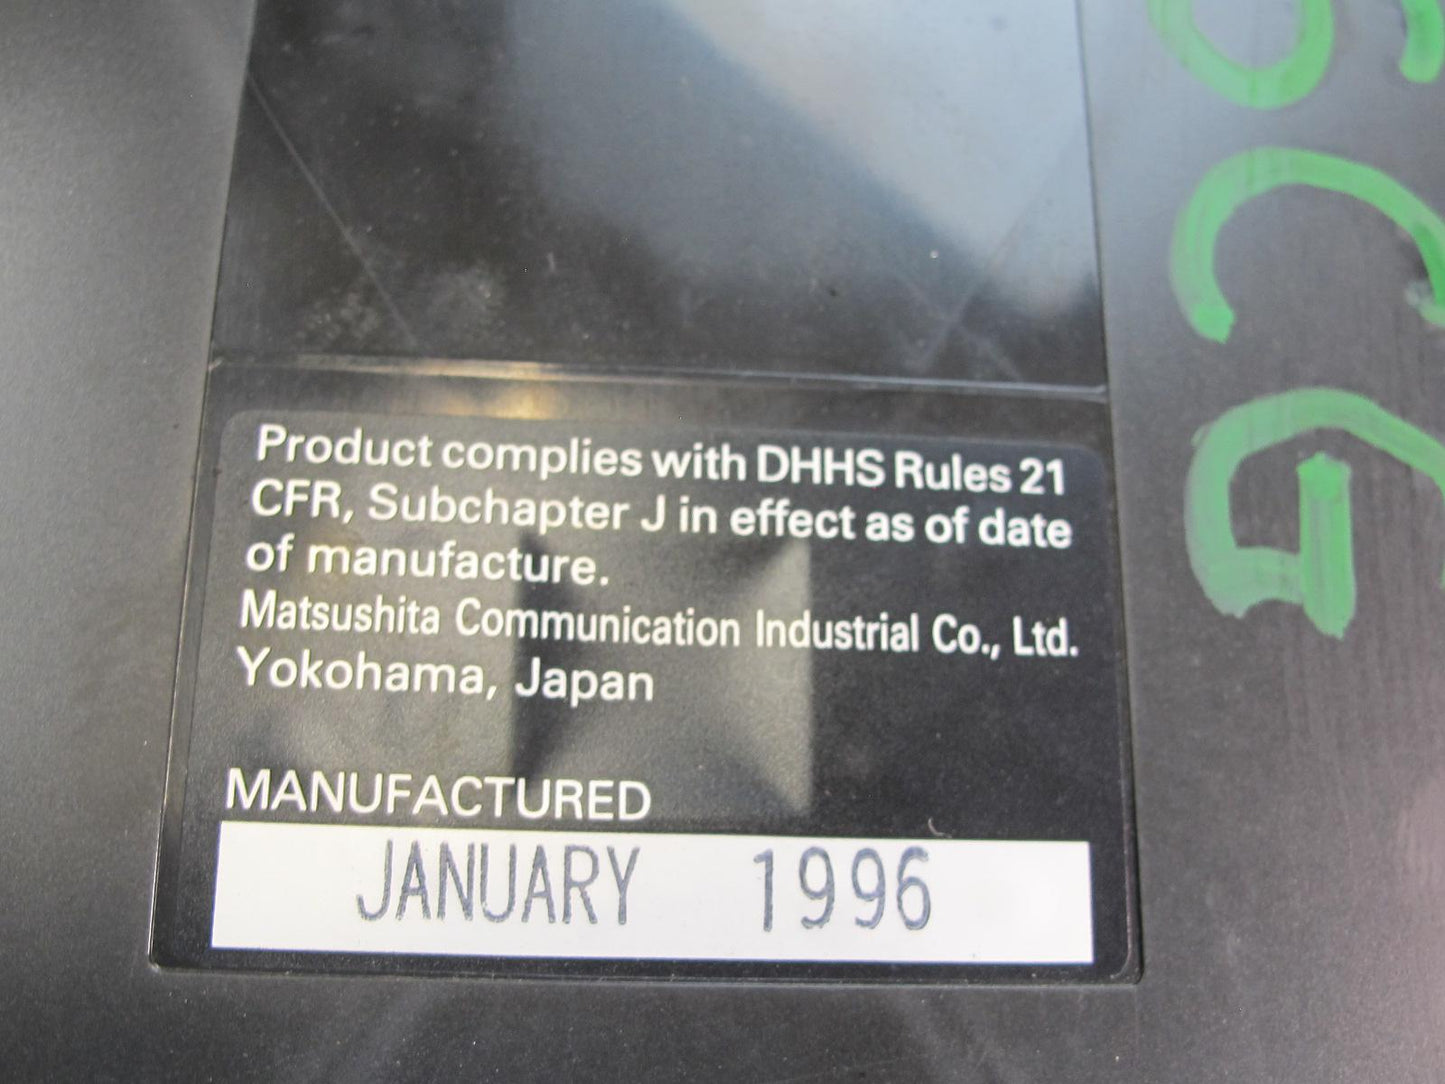 Product complies with DHHS Rules 21
CFR, Subchapter J in effect as of date
of manufacture.
Matsushita Communication Industrial Co., Ltd.
Yokohama, Japan
MANUFACTURED
JANUARY 1996